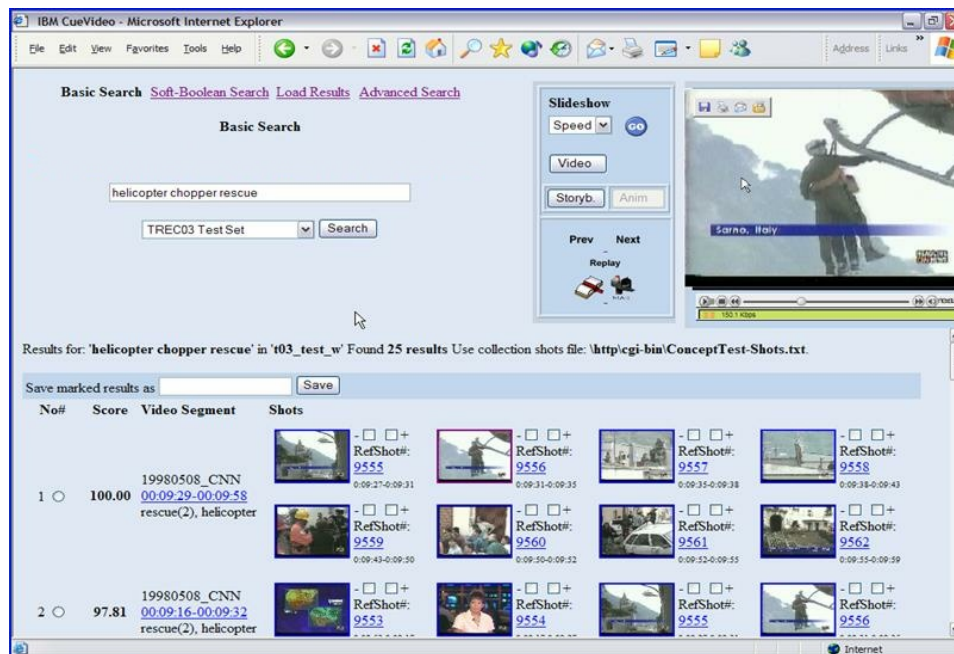 IBM CueVideo - Microsoft Internet Explorer
File Edit View Favorites Tools Help
Address Links
Basic Search Soft-Boolean Search Load Results Advanced Search
Basic Search
helicopter chopper rescue
TREC03 Test Set Search
Slideshow
Speed GO
Video
Storyb. Anim
Prev Next
Replay
Sarno, Italy
150.1 Kbps
Results for: 'helicopter chopper rescue' in 't03_test_w' Found 25 results Use collection shots file: \http\cgi-bin\ConceptTest-Shots.txt.
Save marked results as Save
No# Score Video Segment Shots
1 100.00
19980508_CNN
00:09:29-00:09:58
rescue(2), helicopter
- + RefShot#: 9555 0:09:27-0:09:31
- + RefShot#: 9556 0:09:31-0:09:35
- + RefShot#: 9557 0:09:35-0:09:38
- + RefShot#: 9558 0:09:38-0:09:43
- + RefShot#: 9559 0:09:43-0:09:50
- + RefShot#: 9560 0:09:50-0:09:52
- + RefShot#: 9561 0:09:52-0:09:55
- + RefShot#: 9562 0:09:55-0:09:59
2 97.81
19980508_CNN
00:09:16-00:09:32
rescue(2), helicopter
- + RefShot#: 9553
- + RefShot#: 9554
- + RefShot#: 9555
- + RefShot#: 9556
Internet